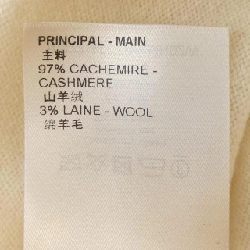 PRINCIPAL - MAIN
主料
97% CACHEMIRE -
CASHMERE
山羊绒
3% LAINE - WOOL
绵羊毛